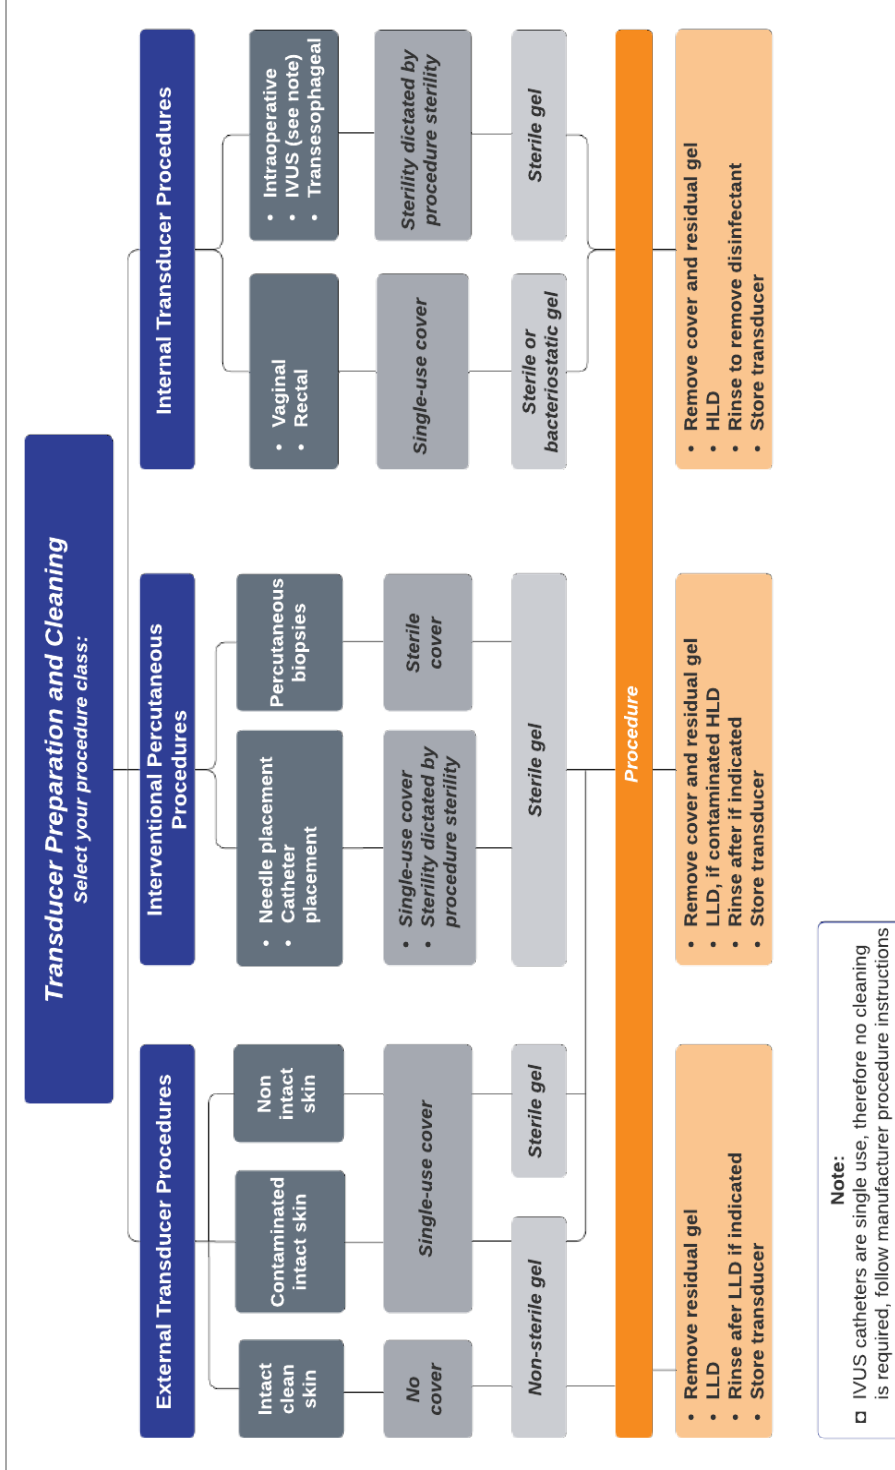 Transducer Preparation and Cleaning
Select your procedure class:
External Transducer Procedures
Intact
clean
skin
Contaminated
intact skin
Non
intact
skin
No
cover
Single-use cover
Non-sterile gel
Sterile gel
Interventional Percutaneous
Procedures
• Needle placement
• Catheter
placement
Percutaneous
biopsies
• Single-use cover
• Sterility dictated by
procedure sterility
Sterile
cover
Sterile gel
Internal Transducer Procedures
• Vaginal
• Rectal
• Intraoperative
• IVUS (see note)
• Transesophageal
Single-use cover
Sterility dictated by
procedure sterility
Sterile or
bacteriostatic gel
Sterile gel
Procedure
• Remove residual gel
• LLD
• Rinse afer LLD if indicated
• Store transducer
• Remove cover and residual gel
• LLD, if contaminated HLD
• Rinse after if indicated
• Store transducer
• Remove cover and residual gel
• HLD
• Rinse to remove disinfectant
• Store transducer
Note:
IVUS catheters are single use, therefore no cleaning
is required, follow manufacturer procedure instructions